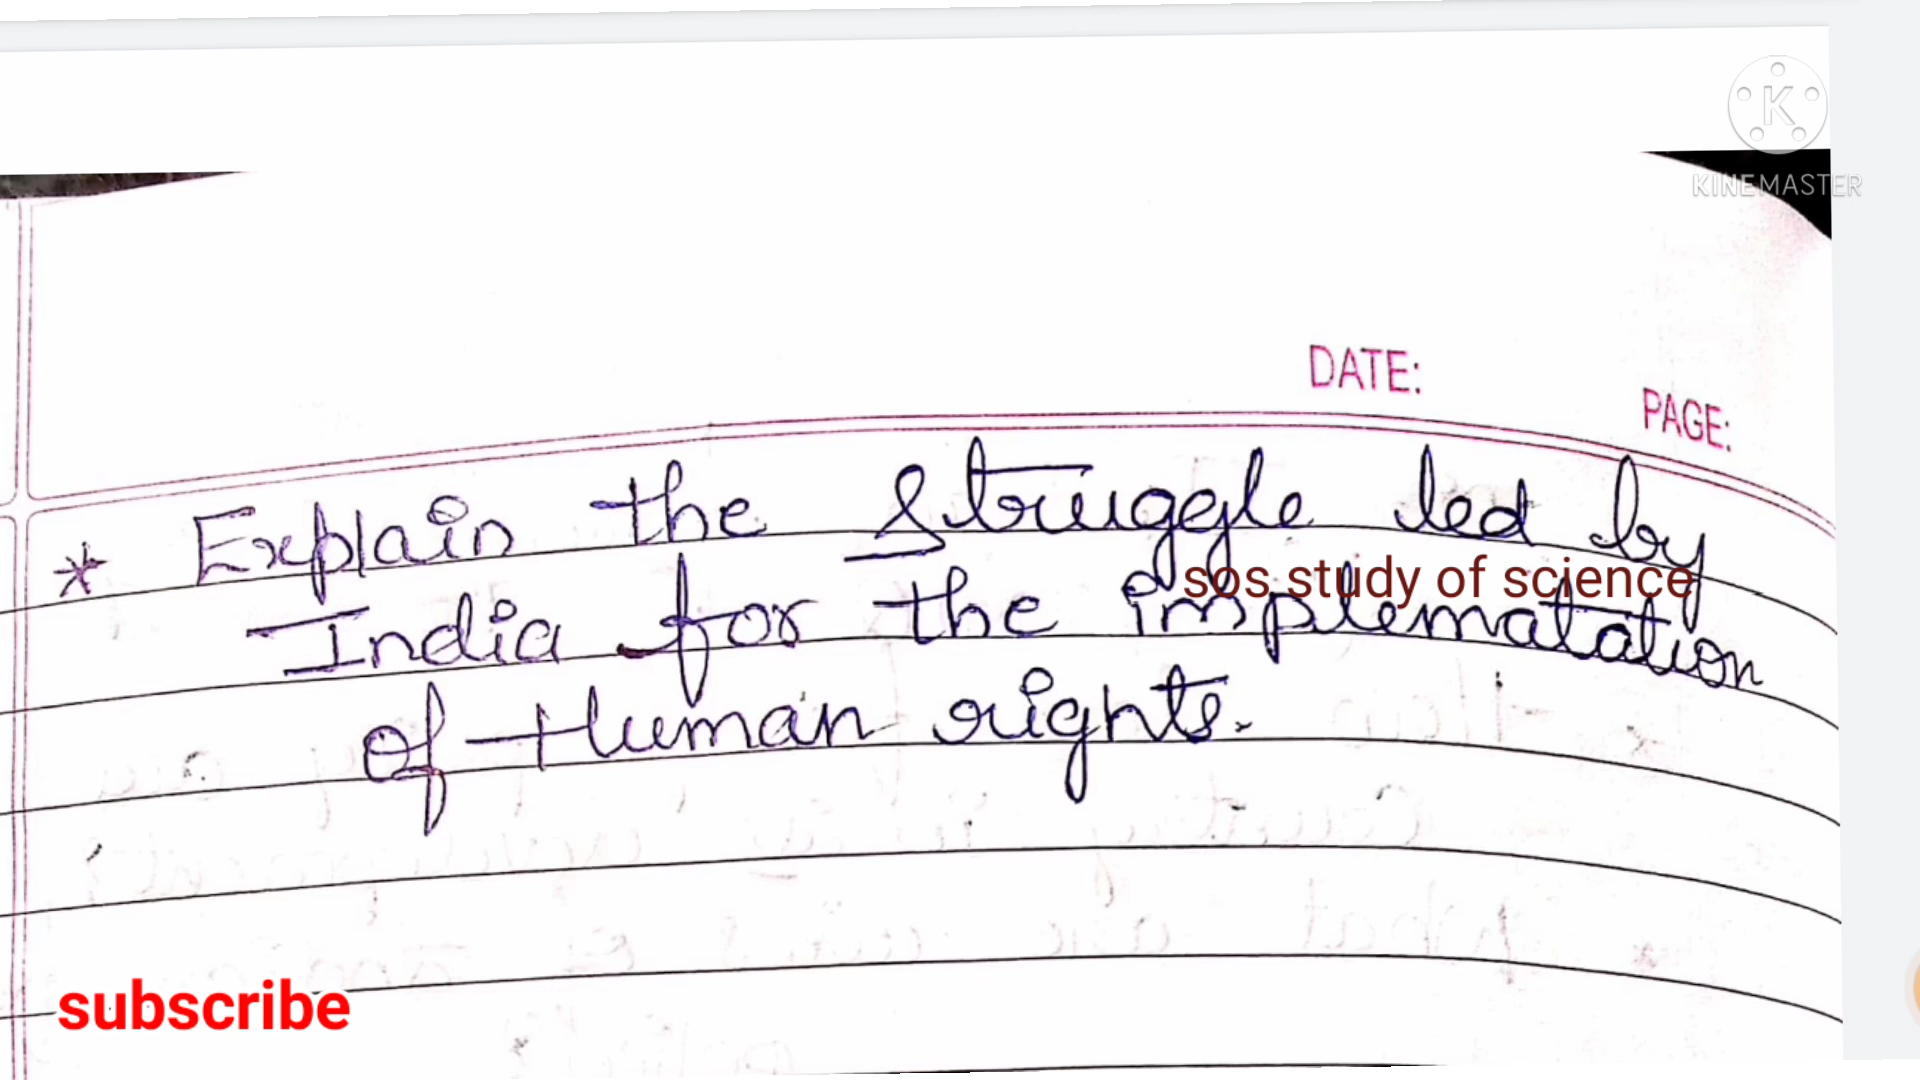 KINEMASTER
DATE:
PAGE:
* Explain the struggle led by
sos study of science
India for the implematation
of Human rights.
subscribe